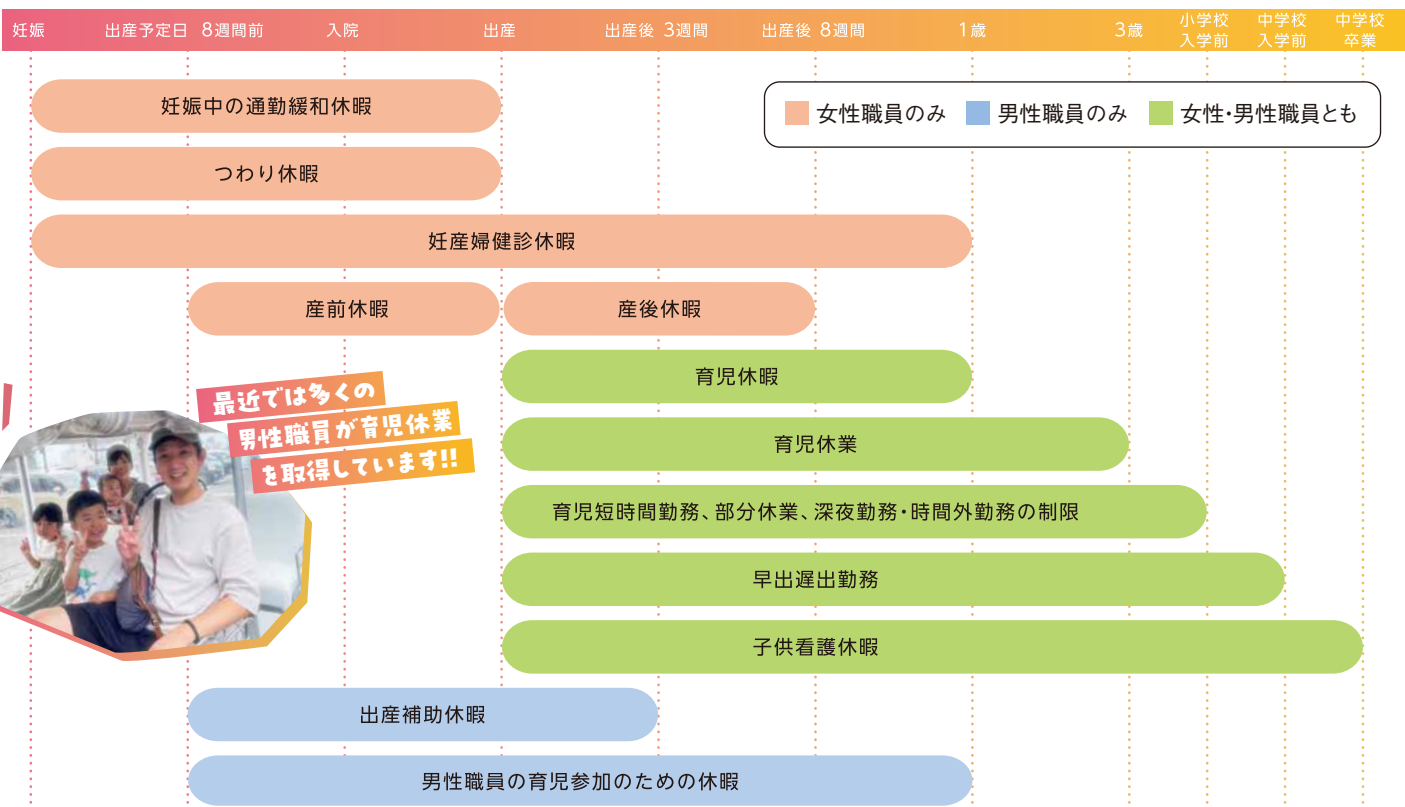 妊娠
出産予定日 8週間前
入院
出産
出産後 3週間
出産後 8週間
1歳
3歳
小学校
入学前
中学校
入学前
中学校
卒業
女性職員のみ 男性職員のみ 女性・男性職員とも
妊娠中の通勤緩和休暇
つわり休暇
妊産婦健診休暇
産前休暇
産後休暇
育児休暇
育児休業
育児短時間勤務、部分休業、深夜勤務・時間外勤務の制限
早出遅出勤務
子供看護休暇
出産補助休暇
男性職員の育児参加のための休暇
最近では多くの
男性職員が育児休業
を取得しています!!